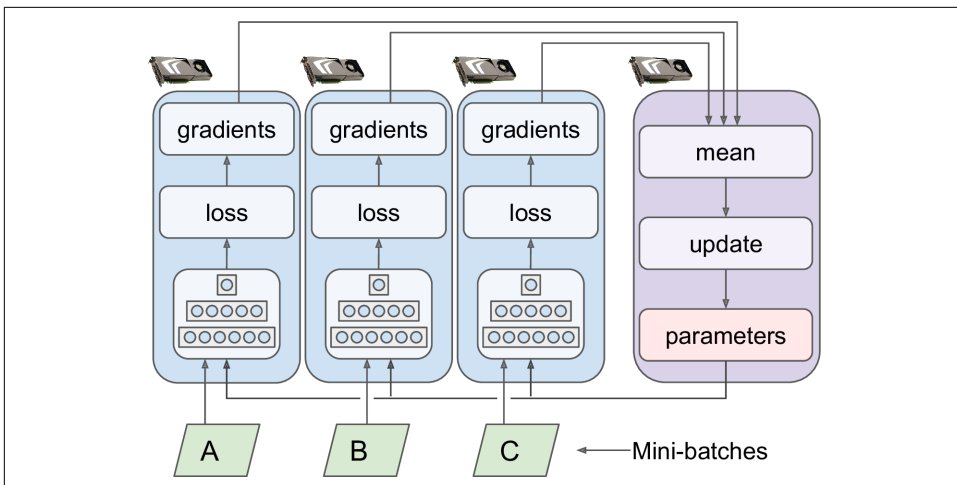 gradients
gradients
gradients
mean
loss
loss
loss
update
parameters
A
B
C
Mini-batches